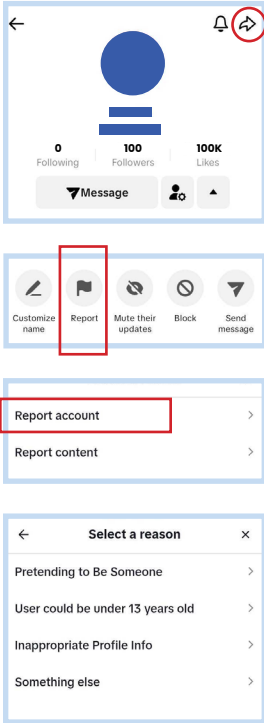 0 100 100K
Following Followers Likes
Message
Customize Report Mute their Block Send
name updates message
Report account
Report content
Select a reason
Pretending to Be Someone
User could be under 13 years old
Inappropriate Profile Info
Something else